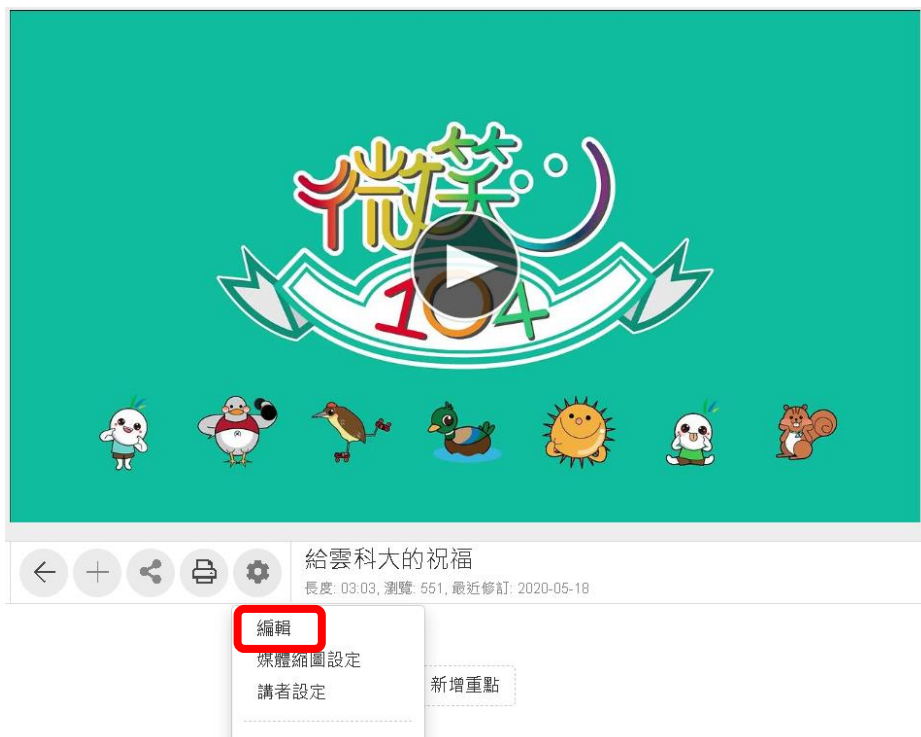 微笑
104
給雲科大的祝福
長度: 03:03, 瀏覽: 551, 最近修訂: 2020-05-18
編輯
媒體縮圖設定
講者設定
新增重點